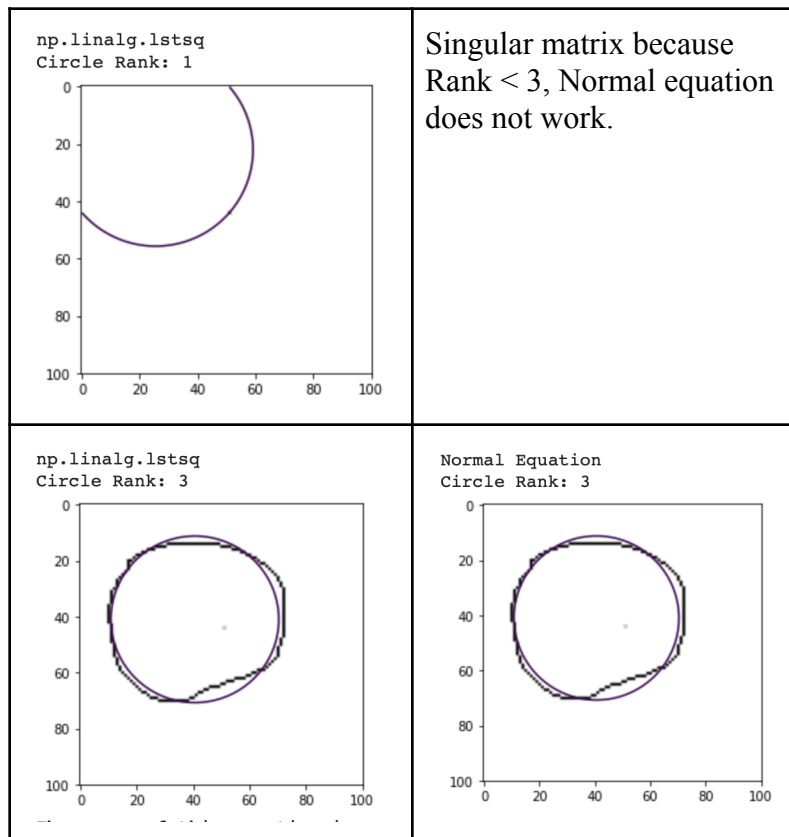 np.linalg.lstsq
Circle Rank: 1
0
20
40
60
80
100
0 20 40 60 80 100
Singular matrix because
Rank < 3, Normal equation
does not work.
np.linalg.lstsq
Circle Rank: 3
0
20
40
60
80
100
0 20 40 60 80 100
Normal Equation
Circle Rank: 3
0
20
40
60
80
100
0 20 40 60 80 100